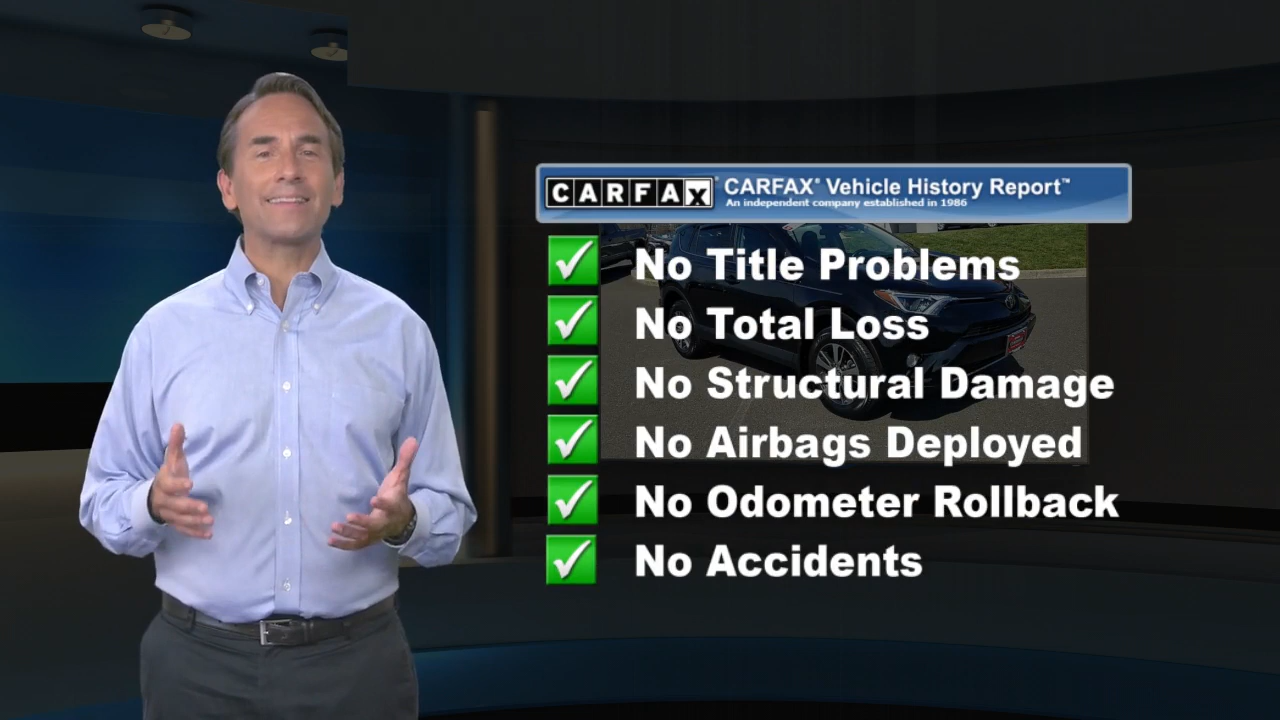 CARFAX® CARFAX® Vehicle History Report™
An independent company established in 1986
No Title Problems
No Total Loss
No Structural Damage
No Airbags Deployed
No Odometer Rollback
No Accidents